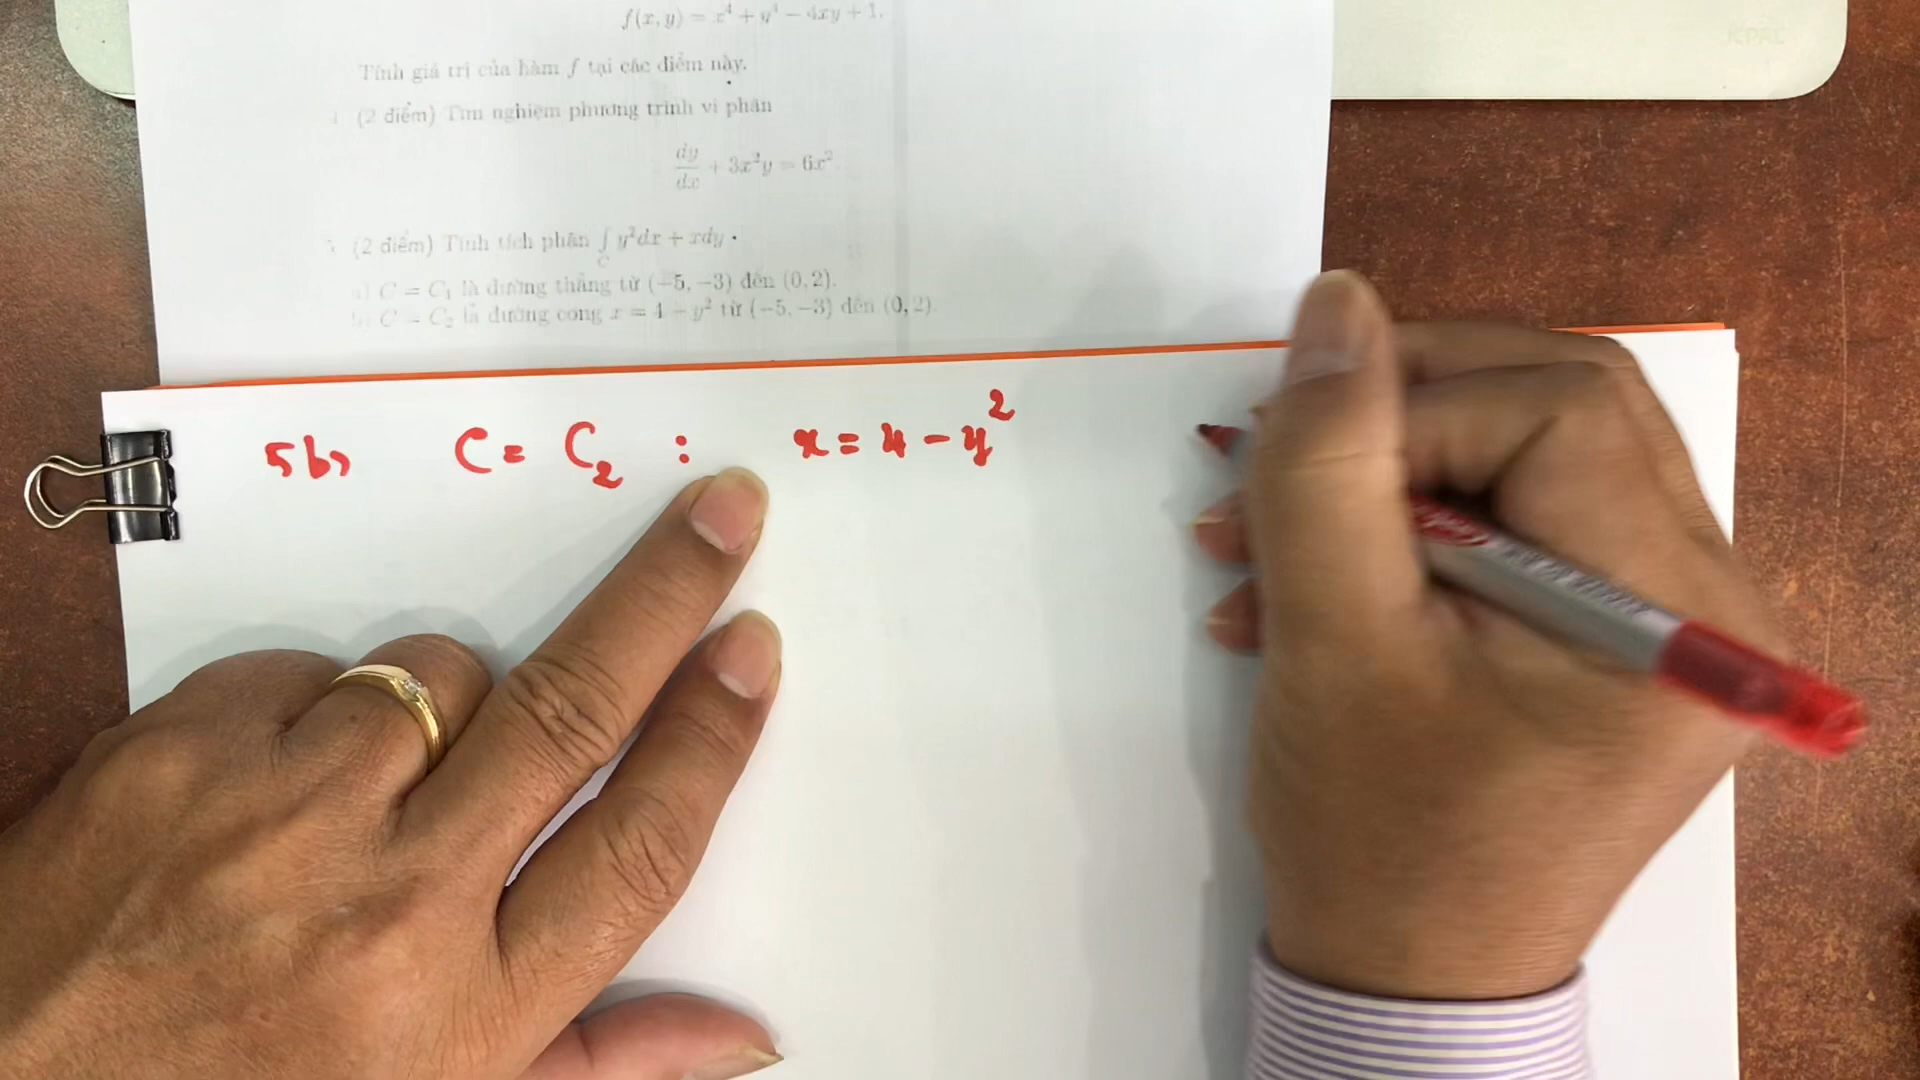 f(x, y) = x⁴ + y⁴ − 4xy + 1.
Tính giá trị của hàm f tại các điểm này.
4. (2 điểm) Tìm nghiệm phương trình vi phân
dy/dx + 3x²y = 6x².
5. (2 điểm) Tính tích phân ∫_C y²dx + xdy.
a) C = C₁ là đường thẳng từ (−5, −3) đến (0, 2).
b) C = C₂ là đường cong x = 4 − y² từ (−5, −3) đến (0, 2).
5b, C = C₂ : x = 4 − y²